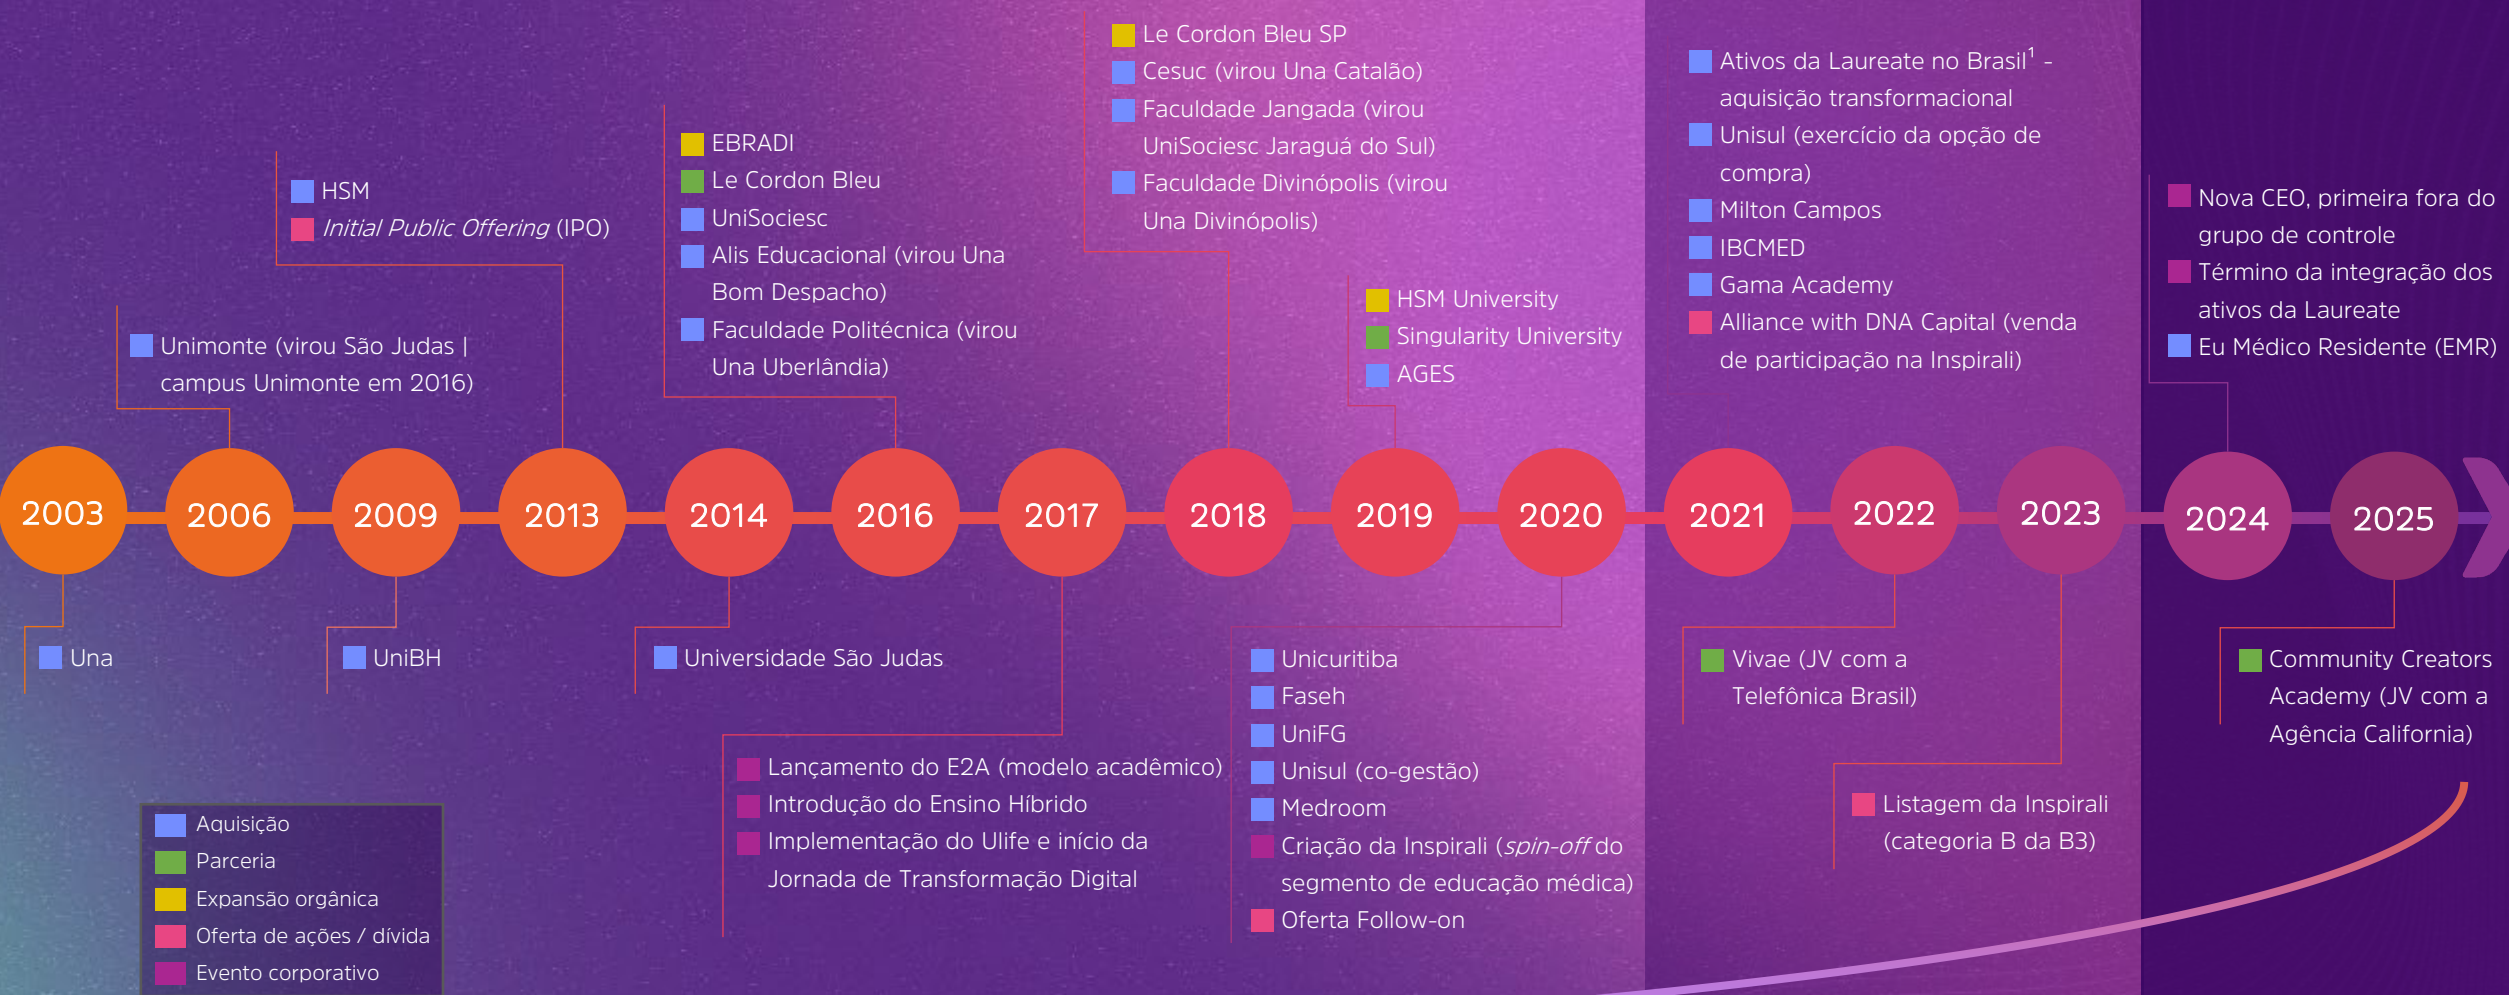 Le Cordon Bleu SP
Cesuc (virou Una Catalão)
Faculdade Jangada (virou
UniSociesc Jaraguá do Sul)
Faculdade Divinópolis (virou
Una Divinópolis)
Ativos da Laureate no Brasil¹ -
aquisição transformacional
Unisul (exercício da opção de
compra)
Milton Campos
IBCMED
Gama Academy
Alliance with DNA Capital (venda
de participação na Inspirali)
EBRADI
Le Cordon Bleu
UniSociesc
Alis Educacional (virou Una
Bom Despacho)
Faculdade Politécnica (virou
Una Uberlândia)
HSM
Initial Public Offering (IPO)
Nova CEO, primeira fora do
grupo de controle
Término da integração dos
ativos da Laureate
Eu Médico Residente (EMR)
HSM University
Singularity University
AGES
Unimonte (virou São Judas |
campus Unimonte em 2016)
2003
2006
2009
2013
2014
2016
2017
2018
2019
2020
2021
2022
2023
2024
2025
Una
UniBH
Universidade São Judas
Lançamento do E2A (modelo acadêmico)
Introdução do Ensino Híbrido
Implementação do Ulife e início da
Jornada de Transformação Digital
Unicuritiba
Faseh
UniFG
Unisul (co-gestão)
Medroom
Criação da Inspirali (spin-off do
segmento de educação médica)
Oferta Follow-on
Vivae (JV com a
Telefônica Brasil)
Listagem da Inspirali
(categoria B da B3)
Community Creators
Academy (JV com a
Agência California)
Aquisição
Parceria
Expansão orgânica
Oferta de ações / dívida
Evento corporativo